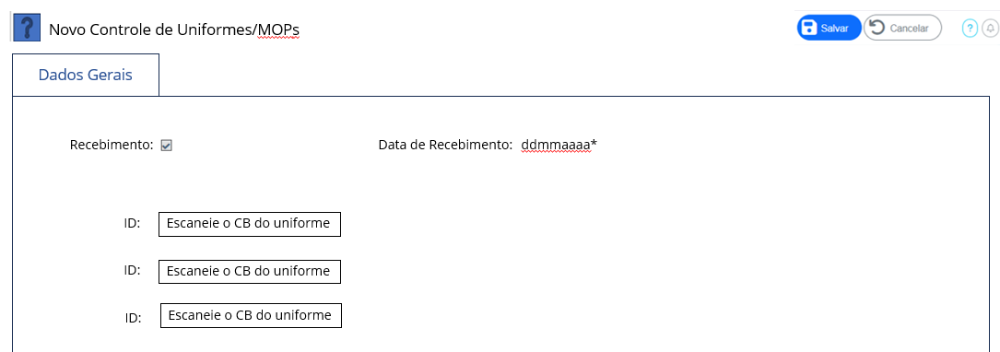 Novo Controle de Uniformes/MOPs
Salvar
Cancelar
?
Dados Gerais
Recebimento:
Data de Recebimento: ddmmaaaa*
ID: Escaneie o CB do uniforme
ID: Escaneie o CB do uniforme
ID: Escaneie o CB do uniforme